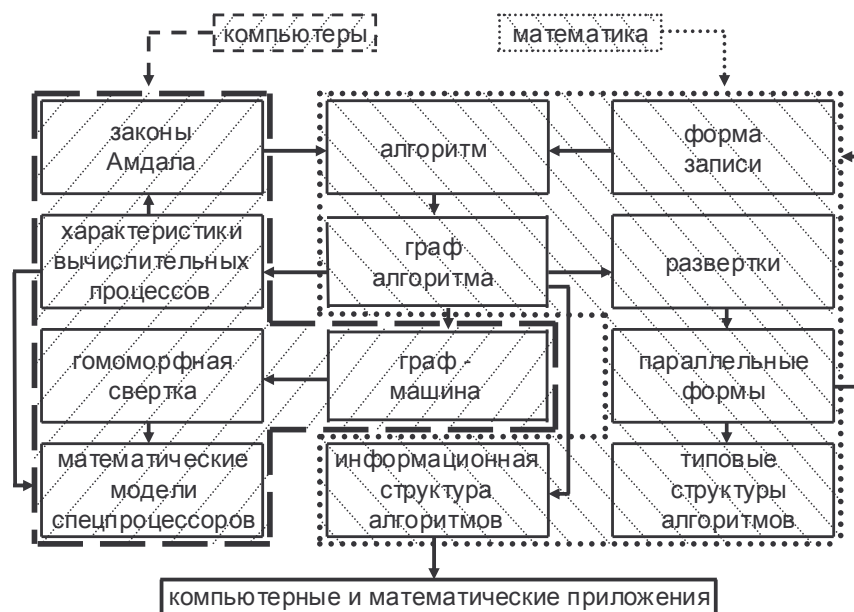 компьютеры
математика
законы
Амдала
алгоритм
форма
записи
характеристики
вычислительных
процессов
граф
алгоритма
развертки
гомоморфная
свертка
граф -
машина
параллельные
формы
математические
модели
спецпроцессоров
информационная
структура
алгоритмов
типовые
структуры
алгоритмов
компьютерные и математические приложения